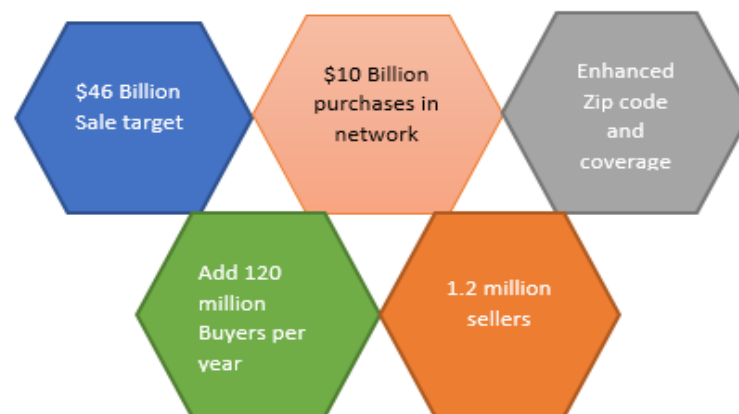 $46 Billion
Sale target
$10 Billion
purchases in
network
Enhanced
Zip code
and
coverage
Add 120
million
Buyers per
year
1.2 million
sellers